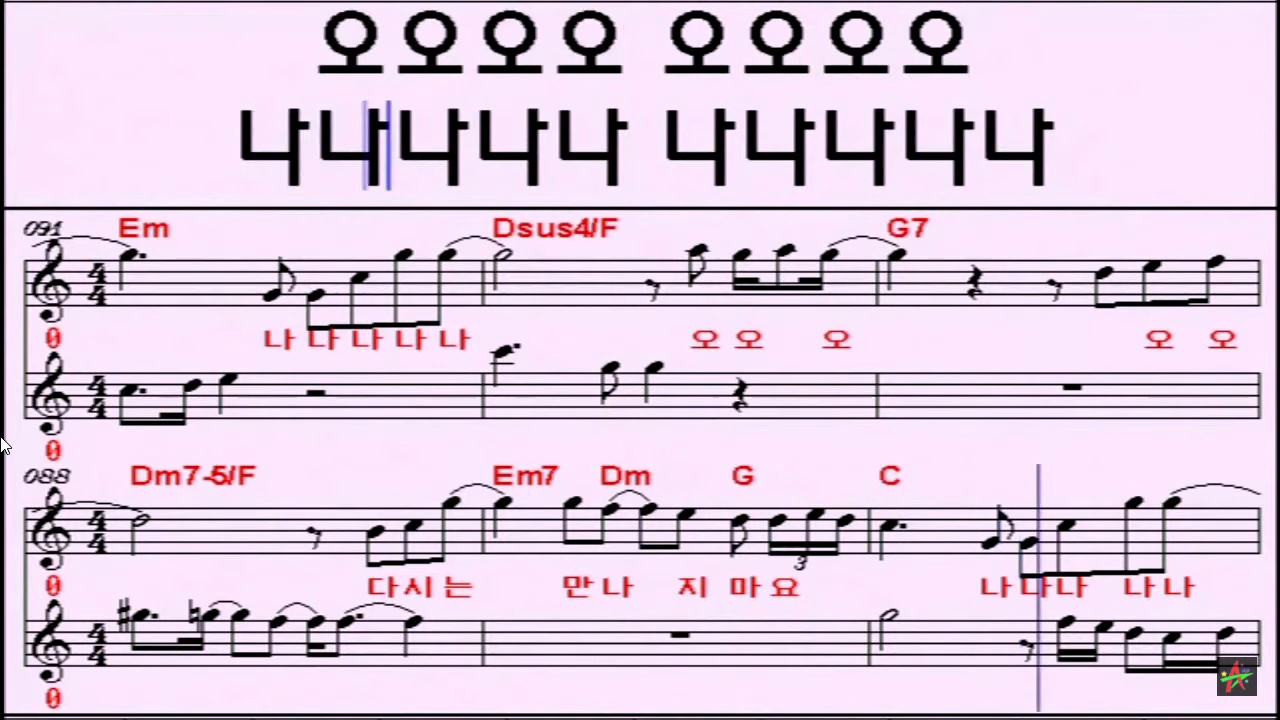 오오오오 오오오오
나나나나나 나나나나나
091 Em Dsus4/F G7
0 나 나 나 나 나 오 오 오 오 오
0
088 Dm7-5/F Em7 Dm G C
0 다 시 는 만 나 지 마 요 나 나 나 나 나
3
0